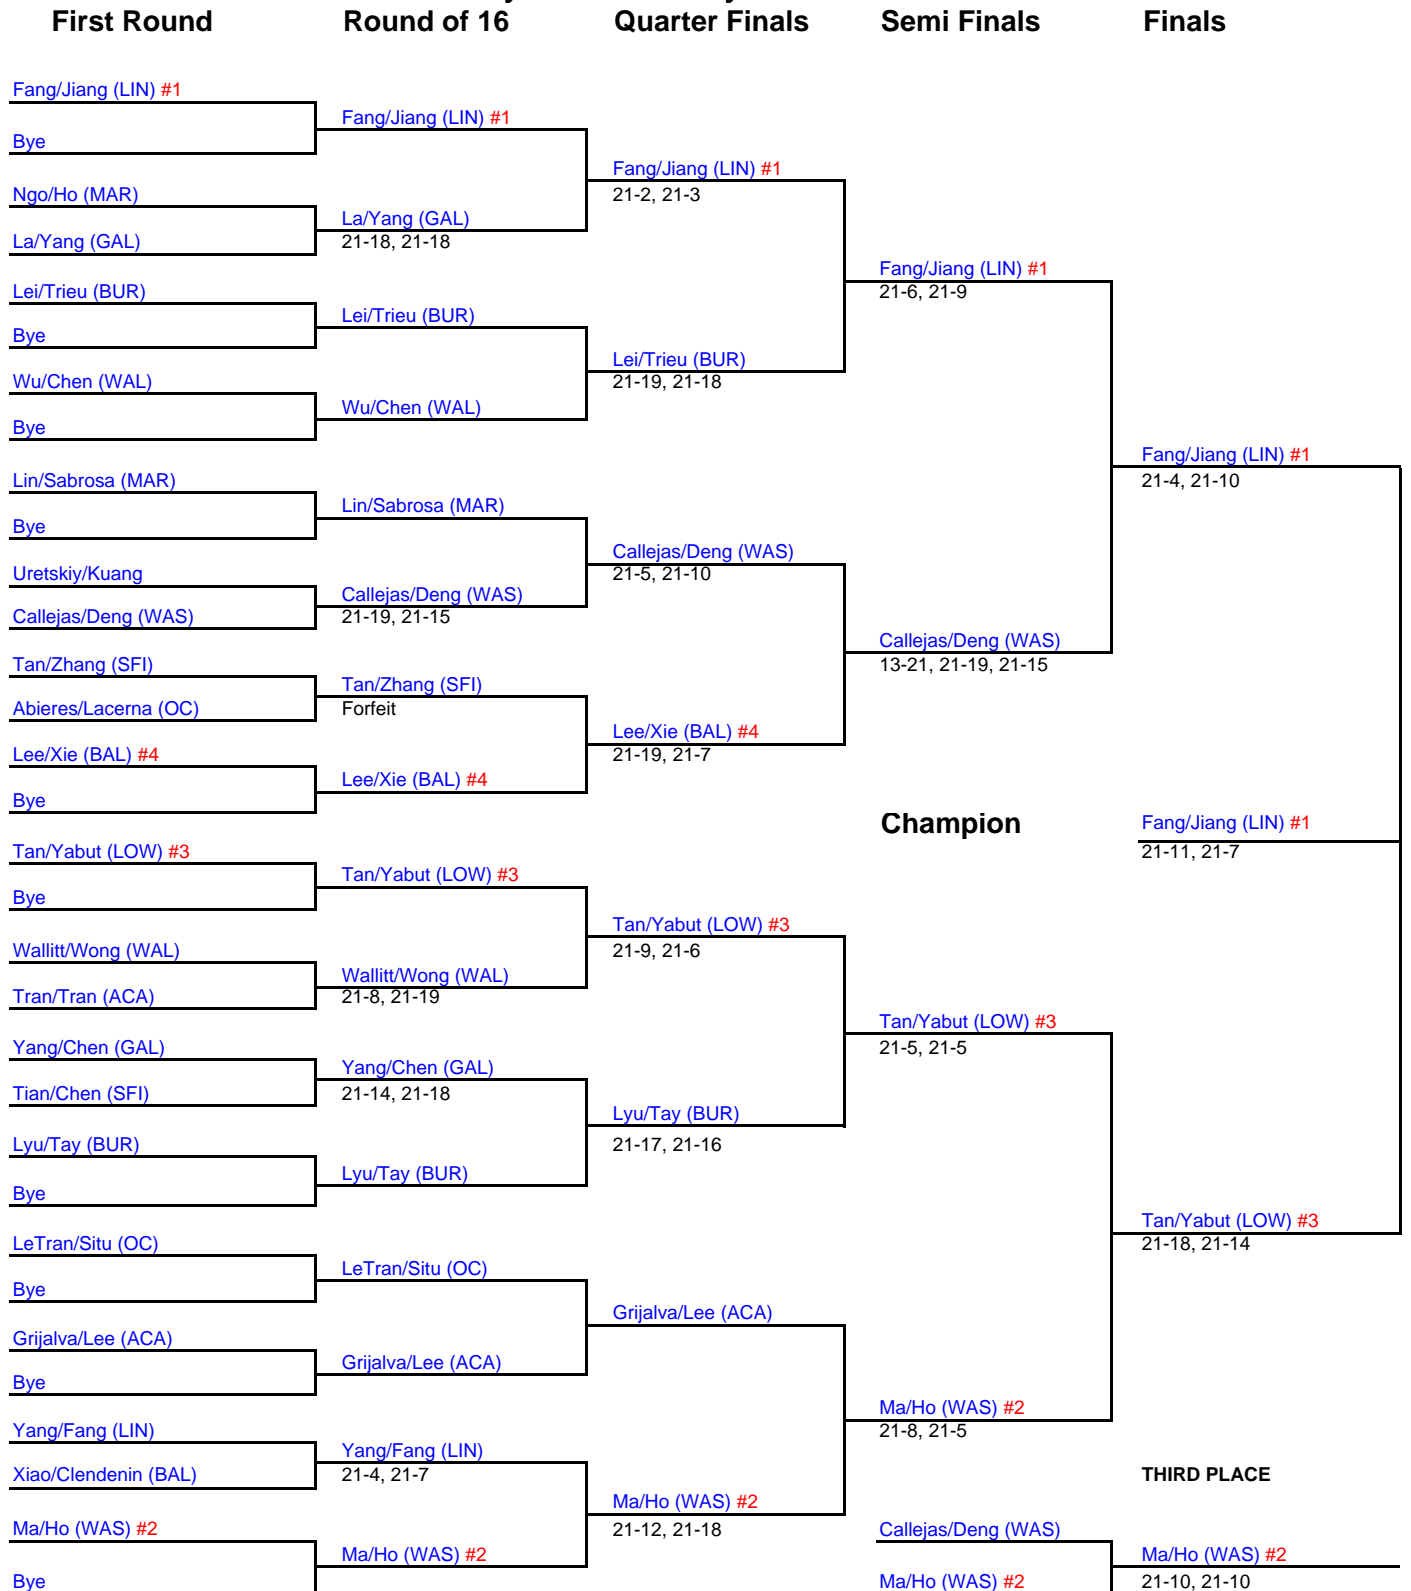 First Round
Round of 16
Quarter Finals
Semi Finals
Finals
Fang/Jiang (LIN) #1
Bye
Ngo/Ho (MAR)
La/Yang (GAL)
Lei/Trieu (BUR)
Bye
Wu/Chen (WAL)
Bye
Lin/Sabrosa (MAR)
Bye
Uretskiy/Kuang
Callejas/Deng (WAS)
Tan/Zhang (SFI)
Abieres/Lacerna (OC)
Lee/Xie (BAL) #4
Bye
Tan/Yabut (LOW) #3
Bye
Wallitt/Wong (WAL)
Tran/Tran (ACA)
Yang/Chen (GAL)
Tian/Chen (SFI)
Lyu/Tay (BUR)
Bye
LeTran/Situ (OC)
Bye
Grijalva/Lee (ACA)
Bye
Yang/Fang (LIN)
Xiao/Clendenin (BAL)
Ma/Ho (WAS) #2
Bye
Fang/Jiang (LIN) #1
La/Yang (GAL)
21-18, 21-18
Lei/Trieu (BUR)
Wu/Chen (WAL)
Lin/Sabrosa (MAR)
Callejas/Deng (WAS)
21-19, 21-15
Tan/Zhang (SFI)
Forfeit
Lee/Xie (BAL) #4
Tan/Yabut (LOW) #3
Wallitt/Wong (WAL)
21-8, 21-19
Yang/Chen (GAL)
21-14, 21-18
Lyu/Tay (BUR)
LeTran/Situ (OC)
Grijalva/Lee (ACA)
Yang/Fang (LIN)
21-4, 21-7
Ma/Ho (WAS) #2
Fang/Jiang (LIN) #1
21-2, 21-3
Lei/Trieu (BUR)
21-19, 21-18
Callejas/Deng (WAS)
21-5, 21-10
Lee/Xie (BAL) #4
21-19, 21-7
Tan/Yabut (LOW) #3
21-9, 21-6
Lyu/Tay (BUR)
21-17, 21-16
Grijalva/Lee (ACA)
Ma/Ho (WAS) #2
21-12, 21-18
Fang/Jiang (LIN) #1
21-6, 21-9
Callejas/Deng (WAS)
13-21, 21-19, 21-15
Champion
Tan/Yabut (LOW) #3
21-5, 21-5
Ma/Ho (WAS) #2
21-8, 21-5
Callejas/Deng (WAS)
Ma/Ho (WAS) #2
Fang/Jiang (LIN) #1
21-4, 21-10
Fang/Jiang (LIN) #1
21-11, 21-7
Tan/Yabut (LOW) #3
21-18, 21-14
THIRD PLACE
Ma/Ho (WAS) #2
21-10, 21-10